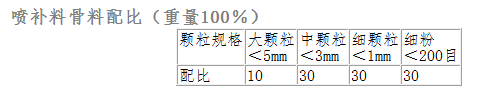 喷补料骨料配比（重量100%）
颗粒规格 大颗粒 中颗粒 细颗粒 细粉
＜5mm ＜3mm ＜1mm ＜200目
配比 10 30 30 30